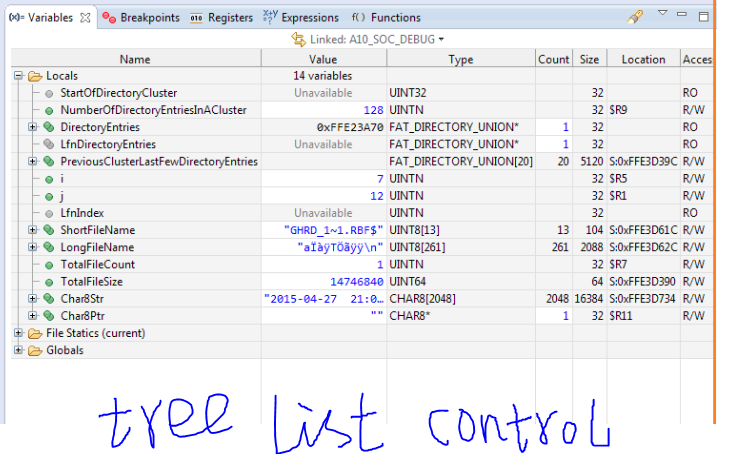 (x)= Variables Breakpoints 010 Registers x+y Expressions f() Functions
Linked: A10_SOC_DEBUG
Name Value Type Count Size Location Acces
Locals 14 variables
StartOfDirectoryCluster Unavailable UINT32 32 RO
NumberOfDirectoryEntriesInACluster 128 UINTN 32 $R9 R/W
DirectoryEntries 0xFFE23A70 FAT_DIRECTORY_UNION* 1 32 RO
LfnDirectoryEntries Unavailable FAT_DIRECTORY_UNION* 1 32 RO
PreviousClusterLastFewDirectoryEntries FAT_DIRECTORY_UNION[20] 20 5120 S:0xFFE3D39C R/W
i 7 UINTN 32 $R5 R/W
j 12 UINTN 32 $R1 R/W
LfnIndex Unavailable UINTN 32 RO
ShortFileName "GHRD_1~1.RBF$" UINT8[13] 13 104 S:0xFFE3D61C R/W
LongFileName "aÏàÿTÖãÿÿ\n" UINT8[261] 261 2088 S:0xFFE3D62C R/W
TotalFileCount 1 UINTN 32 $R7 R/W
TotalFileSize 14746840 UINT64 64 S:0xFFE3D390 R/W
Char8Str "2015-04-27 21:0… CHAR8[2048] 2048 16384 S:0xFFE3D734 R/W
Char8Ptr "" CHAR8* 1 32 $R11 R/W
File Statics (current)
Globals
tree list control